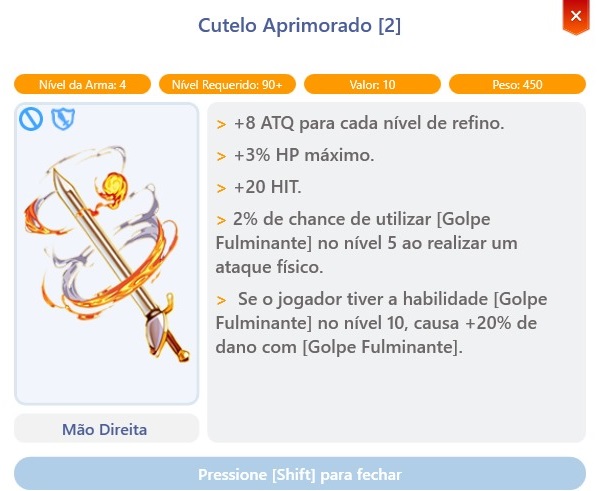 Cutelo Aprimorado [2]
Nível da Arma: 4
Nível Requerido: 90+
Valor: 10
Peso: 450
> +8 ATQ para cada nível de refino.
> +3% HP máximo.
> +20 HIT.
> 2% de chance de utilizar [Golpe
Fulminante] no nível 5 ao realizar um
ataque físico.
> Se o jogador tiver a habilidade [Golpe
Fulminante] no nível 10, causa +20% de
dano com [Golpe Fulminante].
Mão Direita
Pressione [Shift] para fechar